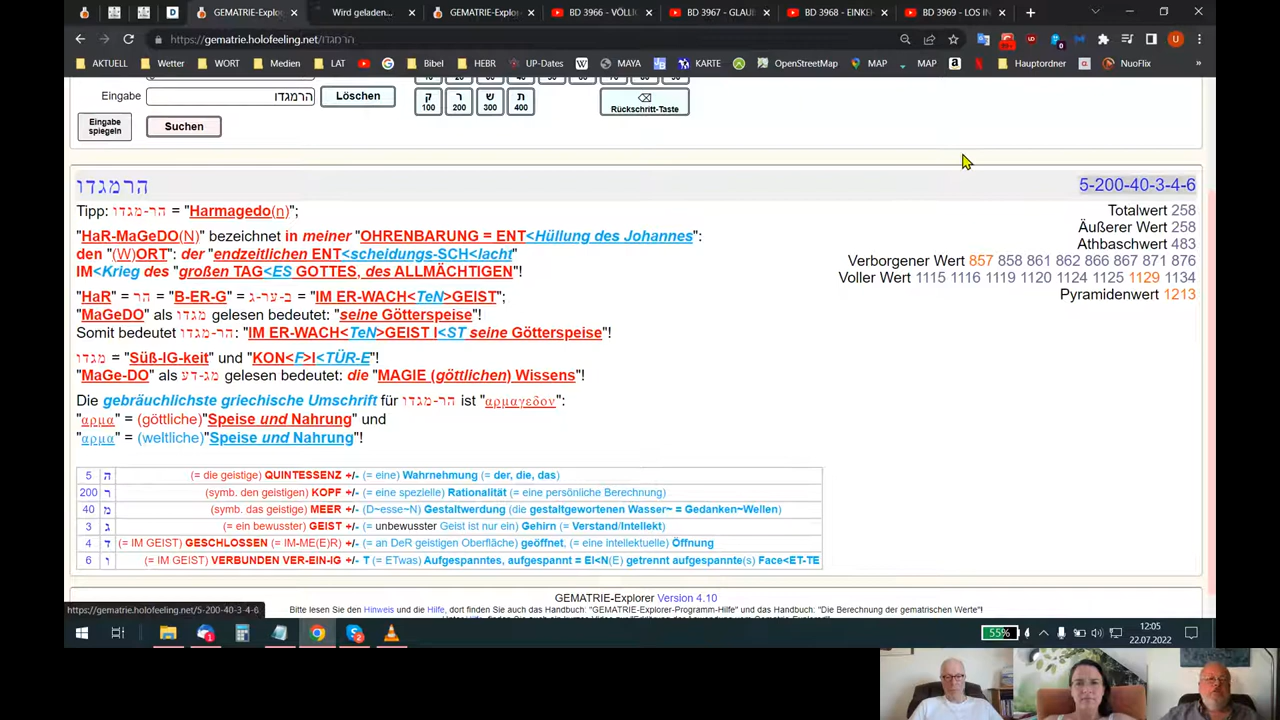 GEMATRIE-Explo
Wird geladen...
GEMATRIE-Explo
BD 3966 - VÖLLI
BD 3967 - GLAU
BD 3968 - EINKE
BD 3969 - LOS IN
https://gematrie.holofeeling.net/הרמגדו
AKTUELL Wetter WORT Medien LAT Bibel HEBR UP-Dates MAYA KARTE OpenStreetMap MAP MAP Hauptordner NuoFlix
Eingabe הרמגדו Löschen
ק 100 ר 200 ש 300 ת 400 Rückschritt-Taste
Eingabe spiegeln Suchen
הרמגדו 5-200-40-3-4-6
Tipp: הר-מגדו = "Harmagedo(n)";
Totalwert 258
Äußerer Wert 258
Athbaschwert 483
Verborgener Wert 857 858 861 862 866 867 871 876
Voller Wert 1115 1116 1119 1120 1124 1125 1129 1134
Pyramidenwert 1213
"HaR-MaGeDO(N)" bezeichnet in meiner "OHRENBARUNG = ENT<Hüllung des Johannes":
den "(W)ORT": der "endzeitlichen ENT<scheidungs-SCH<lacht"
IM<Krieg des "großen TAG<ES GOTTES, des ALLMÄCHTIGEN"!
"HaR" = הר = "B-ER-G" = ב-ער-ג = "IM ER-WACH<TeN>GEIST";
"MaGeDO" als מגדו gelesen bedeutet: "seine Götterspeise"!
Somit bedeutet הר-מגדו: "IM ER-WACH<TeN>GEIST I<ST seine Götterspeise"!
מגדו = "Süß-IG-keit" und "KON<F>I<TÜR-E"!
"MaGe-DO" als מג-דע gelesen bedeutet: die "MAGIE (göttlichen) Wissens"!
Die gebräuchlichste griechische Umschrift für הר-מגדו ist "αρμαγεδον":
"αρμα" = (göttliche)"Speise und Nahrung" und
"αρμα" = (weltliche)"Speise und Nahrung"!
5 ה (= die geistige) QUINTESSENZ +/- (= eine) Wahrnehmung (= der, die, das)
200 ר (symb. den geistigen) KOPF +/- (= eine spezielle) Rationalität (= eine persönliche Berechnung)
40 מ (symb. das geistige) MEER +/- (D~esse~N) Gestaltwerdung (die gestaltgewordenen Wasser~ = Gedanken~Wellen)
3 ג (= ein bewusster) GEIST +/- (= unbewusster Geist ist nur ein) Gehirn (= Verstand/Intellekt)
4 ד (= IM GEIST) GESCHLOSSEN (= IM-ME(E)R) +/- (= an DeR geistigen Oberfläche) geöffnet, (= eine intellektuelle) Öffnung
6 ו (= IM GEIST) VERBUNDEN VER-EIN-IG +/- T (= ETwas) Aufgespanntes, aufgespannt = EI<N(E) getrennt aufgespannte(s) Face<ET-TE
GEMATRIE-Explorer Version 4.10
https://gematrie.holofeeling.net/5-200-40-3-4-6
Bitte lesen Sie den Hinweis und die Hilfe, dort finden Sie auch das Handbuch: "GEMATRIE-Explorer-Programm-Hilfe" und das Handbuch: "Die Berechnung der gematrischen Werte"!
55%
12:05
22.07.2022